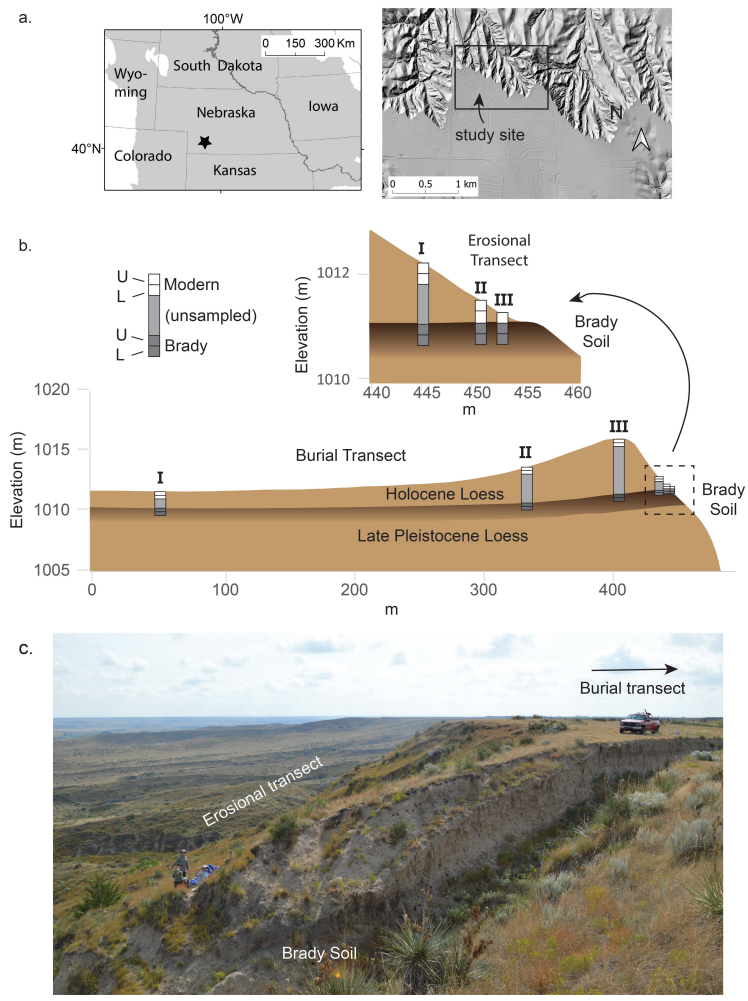 a.
100°W
0 150 300 Km
South Dakota
Wyo-
ming
Nebraska
Iowa
40°N
Colorado
Kansas
N
study site
0 0.5 1 km
b.
U
L
Modern
(unsampled)
U
L
Brady
I
II
III
Erosional
Transect
Elevation (m)
1012
1010
440 445 450 455 460
m
Brady
Soil
1020
1015
1010
1005
Elevation (m)
I
II
III
Burial Transect
Holocene Loess
Late Pleistocene Loess
Brady
Soil
0 100 200 300 400
m
c.
Burial transect
Erosional transect
Brady Soil